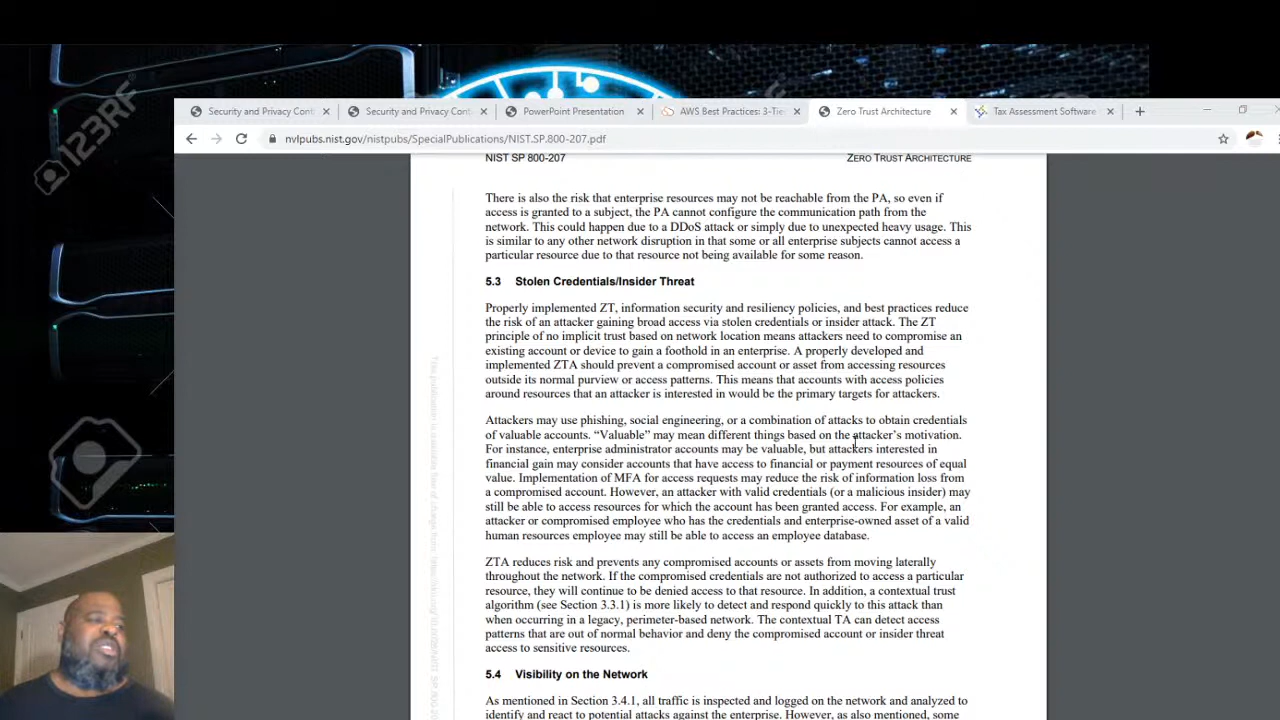 Security and Privacy Cont
Security and Privacy Cont
PowerPoint Presentation
AWS Best Practices: 3-Tie
Zero Trust Architecture
Tax Assessment Software
nvlpubs.nist.gov/nistpubs/SpecialPublications/NIST.SP.800-207.pdf
NIST SP 800-207
ZERO TRUST ARCHITECTURE
There is also the risk that enterprise resources may not be reachable from the PA, so even if
access is granted to a subject, the PA cannot configure the communication path from the
network. This could happen due to a DDoS attack or simply due to unexpected heavy usage. This
is similar to any other network disruption in that some or all enterprise subjects cannot access a
particular resource due to that resource not being available for some reason.
5.3 Stolen Credentials/Insider Threat
Properly implemented ZT, information security and resiliency policies, and best practices reduce
the risk of an attacker gaining broad access via stolen credentials or insider attack. The ZT
principle of no implicit trust based on network location means attackers need to compromise an
existing account or device to gain a foothold in an enterprise. A properly developed and
implemented ZTA should prevent a compromised account or asset from accessing resources
outside its normal purview or access patterns. This means that accounts with access policies
around resources that an attacker is interested in would be the primary targets for attackers.
Attackers may use phishing, social engineering, or a combination of attacks to obtain credentials
of valuable accounts. “Valuable” may mean different things based on the attacker’s motivation.
For instance, enterprise administrator accounts may be valuable, but attackers interested in
financial gain may consider accounts that have access to financial or payment resources of equal
value. Implementation of MFA for access requests may reduce the risk of information loss from
a compromised account. However, an attacker with valid credentials (or a malicious insider) may
still be able to access resources for which the account has been granted access. For example, an
attacker or compromised employee who has the credentials and enterprise-owned asset of a valid
human resources employee may still be able to access an employee database.
ZTA reduces risk and prevents any compromised accounts or assets from moving laterally
throughout the network. If the compromised credentials are not authorized to access a particular
resource, they will continue to be denied access to that resource. In addition, a contextual trust
algorithm (see Section 3.3.1) is more likely to detect and respond quickly to this attack than
when occurring in a legacy, perimeter-based network. The contextual TA can detect access
patterns that are out of normal behavior and deny the compromised account or insider threat
access to sensitive resources.
5.4 Visibility on the Network
As mentioned in Section 3.4.1, all traffic is inspected and logged on the network and analyzed to
identify and react to potential attacks against the enterprise. However, as also mentioned, some
123RF
123RF